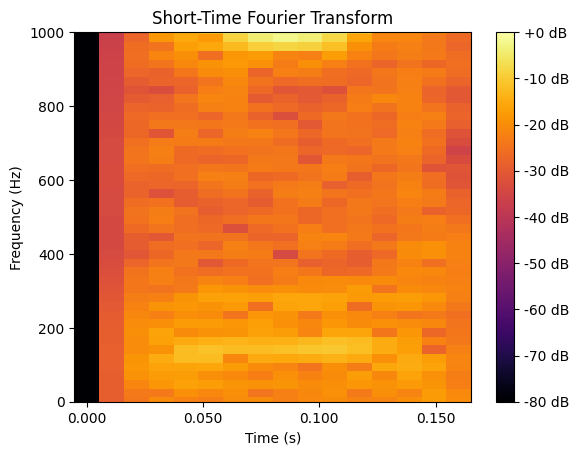 Short-Time Fourier Transform
1000
800
600
400
200
0
Frequency (Hz)
0.000
0.050
0.100
0.150
Time (s)
+0 dB
-10 dB
-20 dB
-30 dB
-40 dB
-50 dB
-60 dB
-70 dB
-80 dB